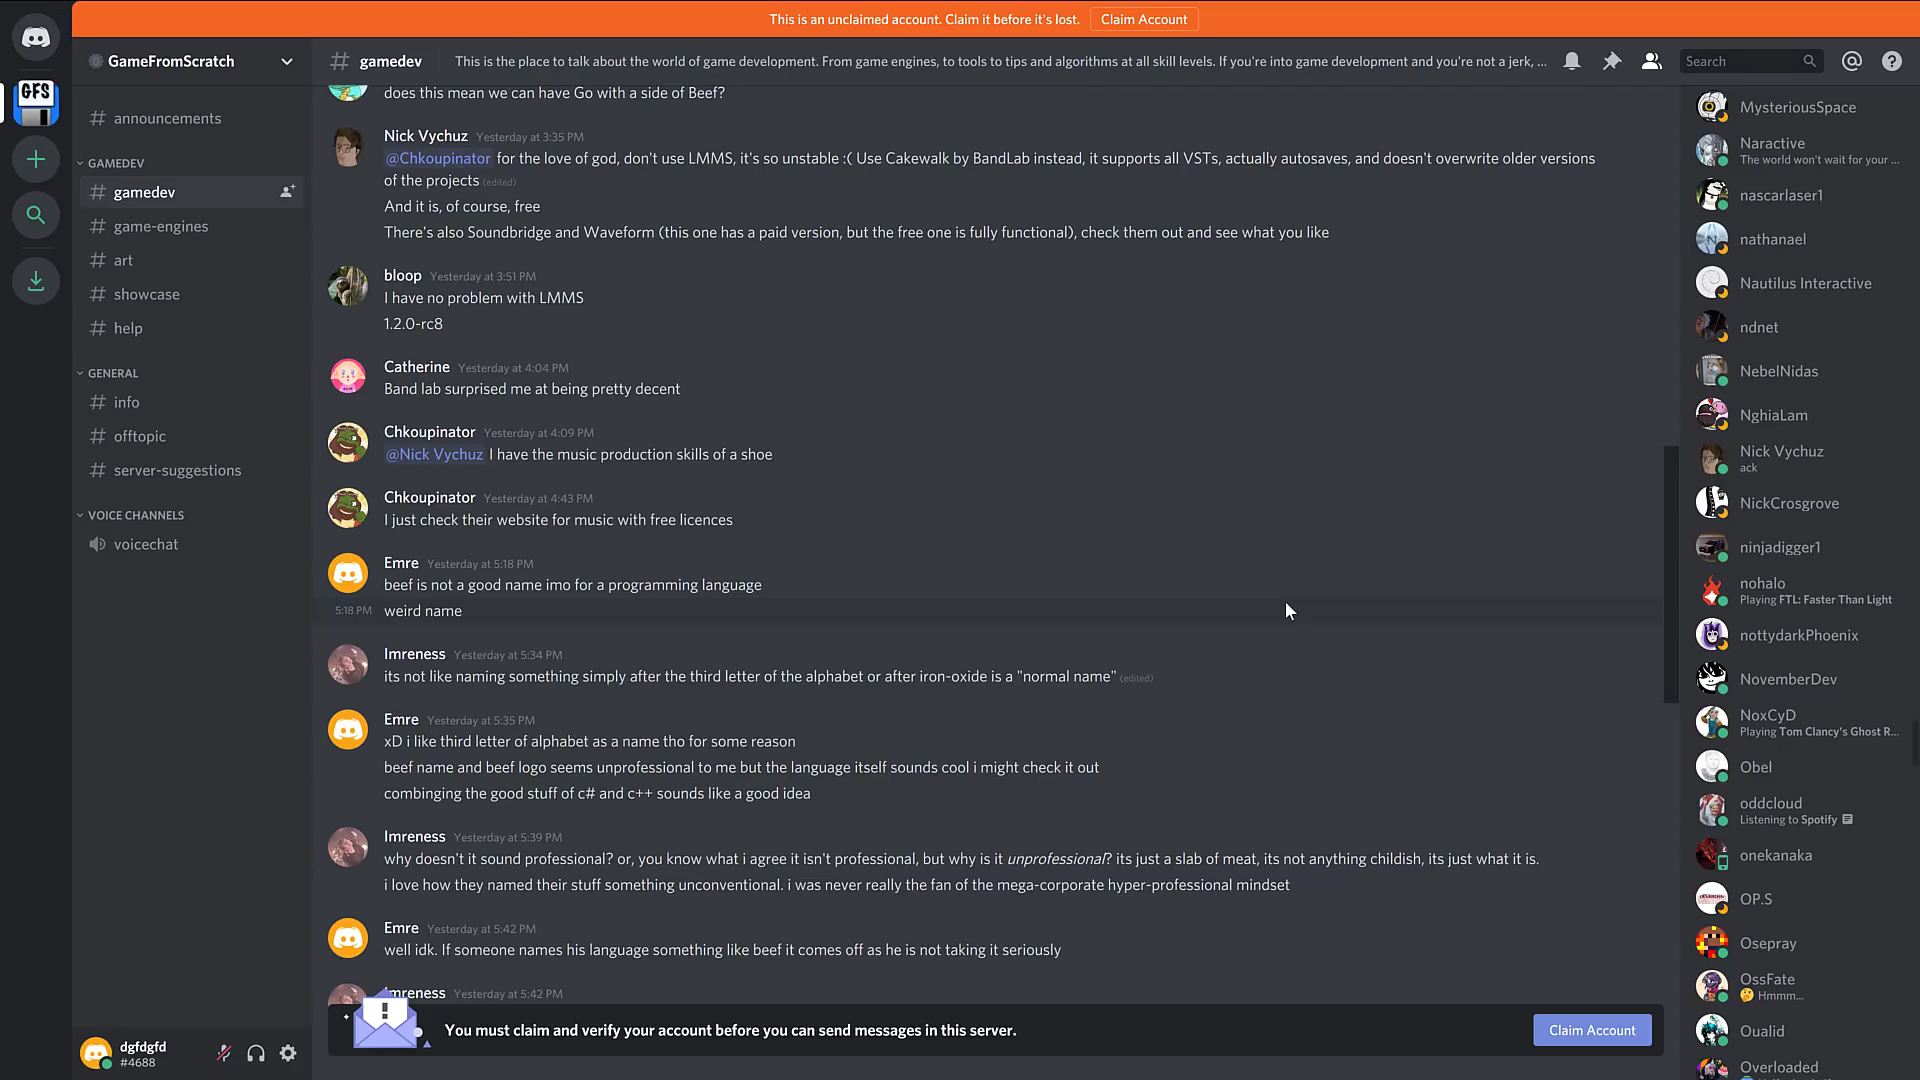 This is an unclaimed account. Claim it before it's lost.
Claim Account
GameFromScratch
# gamedev
This is the place to talk about the world of game development. From game engines, to tools to tips and algorithms at all skill levels. If you're into game development and you're not a jerk, ...
Search
GFS
# announcements
GAMEDEV
# gamedev
# game-engines
# art
# showcase
# help
GENERAL
# info
# offtopic
# server-suggestions
VOICE CHANNELS
voicechat
dgfdgfd
#4688
does this mean we can have Go with a side of Beef?
Nick Vychuz Yesterday at 3:35 PM
@Chkoupinator for the love of god, don't use LMMS, it's so unstable :( Use Cakewalk by BandLab instead, it supports all VSTs, actually autosaves, and doesn't overwrite older versions
of the projects (edited)
And it is, of course, free
There's also Soundbridge and Waveform (this one has a paid version, but the free one is fully functional), check them out and see what you like
bloop Yesterday at 3:51 PM
I have no problem with LMMS
1.2.0-rc8
Catherine Yesterday at 4:04 PM
Band lab surprised me at being pretty decent
Chkoupinator Yesterday at 4:09 PM
@Nick Vychuz I have the music production skills of a shoe
Chkoupinator Yesterday at 4:43 PM
I just check their website for music with free licences
Emre Yesterday at 5:18 PM
beef is not a good name imo for a programming language
5:18 PM weird name
Imreness Yesterday at 5:34 PM
its not like naming something simply after the third letter of the alphabet or after iron-oxide is a "normal name" (edited)
Emre Yesterday at 5:35 PM
xD i like third letter of alphabet as a name tho for some reason
beef name and beef logo seems unprofessional to me but the language itself sounds cool i might check it out
combinging the good stuff of c# and c++ sounds like a good idea
Imreness Yesterday at 5:39 PM
why doesn't it sound professional? or, you know what i agree it isn't professional, but why is it unprofessional? its just a slab of meat, its not anything childish, its just what it is.
i love how they named their stuff something unconventional. i was never really the fan of the mega-corporate hyper-professional mindset
Emre Yesterday at 5:42 PM
well idk. If someone names his language something like beef it comes off as he is not taking it seriously
Imreness Yesterday at 5:42 PM
You must claim and verify your account before you can send messages in this server.
Claim Account
MysteriousSpace
Naractive
The world won't wait for your ...
nascarlaser1
nathanael
Nautilus Interactive
ndnet
NebelNidas
NghiaLam
Nick Vychuz
ack
NickCrosgrove
ninjadigger1
nohalo
Playing FTL: Faster Than Light
nottydarkPhoenix
NovemberDev
NoxCyD
Playing Tom Clancy's Ghost R...
Obel
oddcloud
Listening to Spotify
onekanaka
OP.S
Osepray
OssFate
🤔 Hmmm...
Oualid
Overloaded